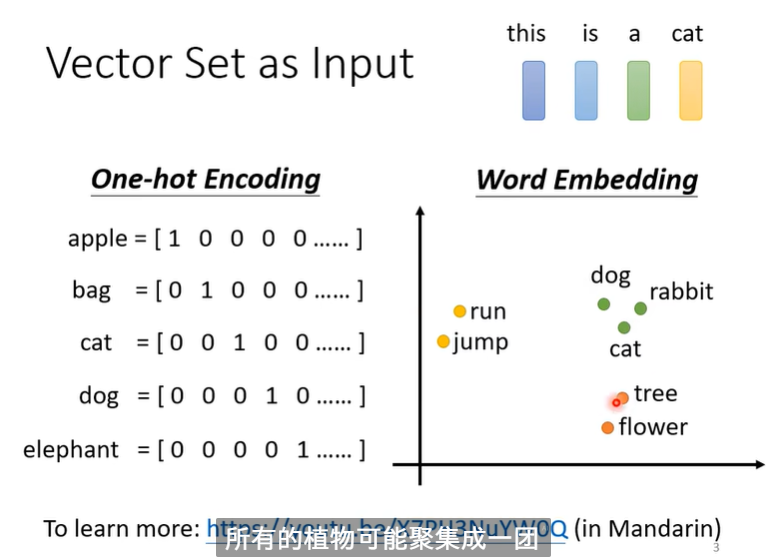 Vector Set as Input
this is a cat
One-hot Encoding
apple = [ 1 0 0 0 0 …… ]
bag = [ 0 1 0 0 0 …… ]
cat = [ 0 0 1 0 0 …… ]
dog = [ 0 0 0 1 0 …… ]
elephant = [ 0 0 0 0 1 …… ]
Word Embedding
dog
rabbit
run
jump
cat
tree
flower
To learn more: (in Mandarin)
所有的植物可能聚集成一团
3